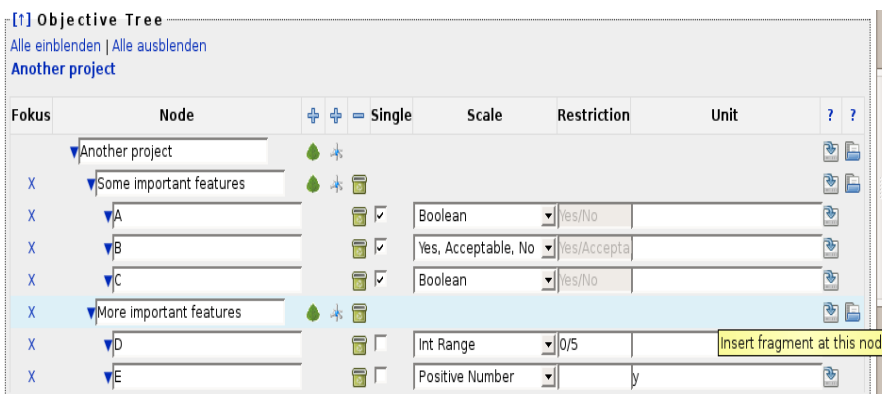 [↑] Objective Tree
Alle einblenden | Alle ausblenden
Another project
Fokus Node Single Scale Restriction Unit ? ?
Another project
X Some important features
X A Boolean Yes/No
X B Yes, Acceptable, No Yes/Accepta
X C Boolean Yes/No
X More important features
X D Int Range 0/5
Insert fragment at this nod
X E Positive Number y